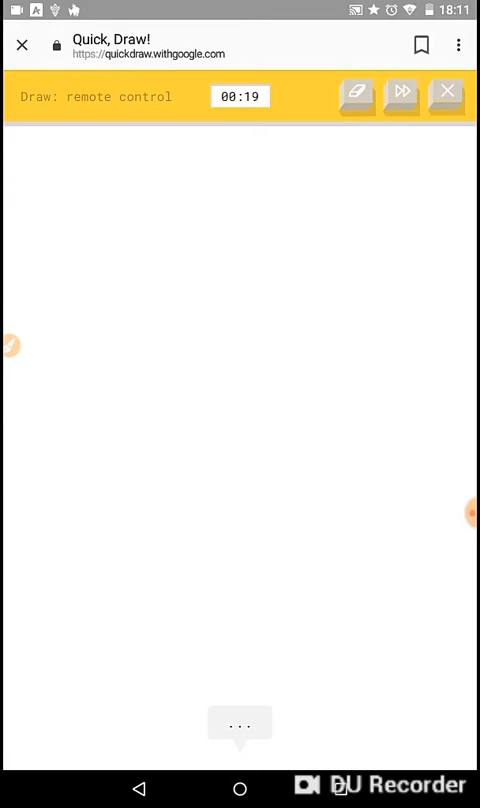 18:11
Quick, Draw!
https://quickdraw.withgoogle.com
Draw: remote control
00:19
...
DU Recorder